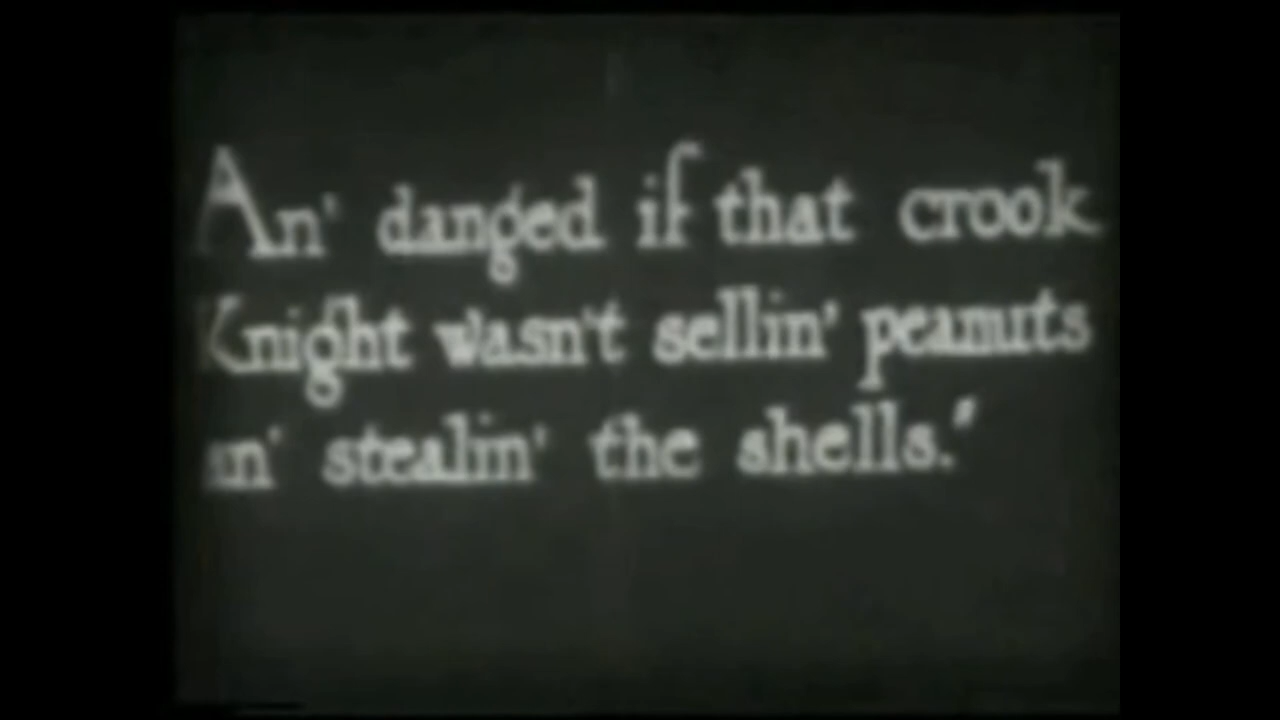 An' danged if that crook
Knight wasn't sellin' peanuts
an' stealin' the shells."